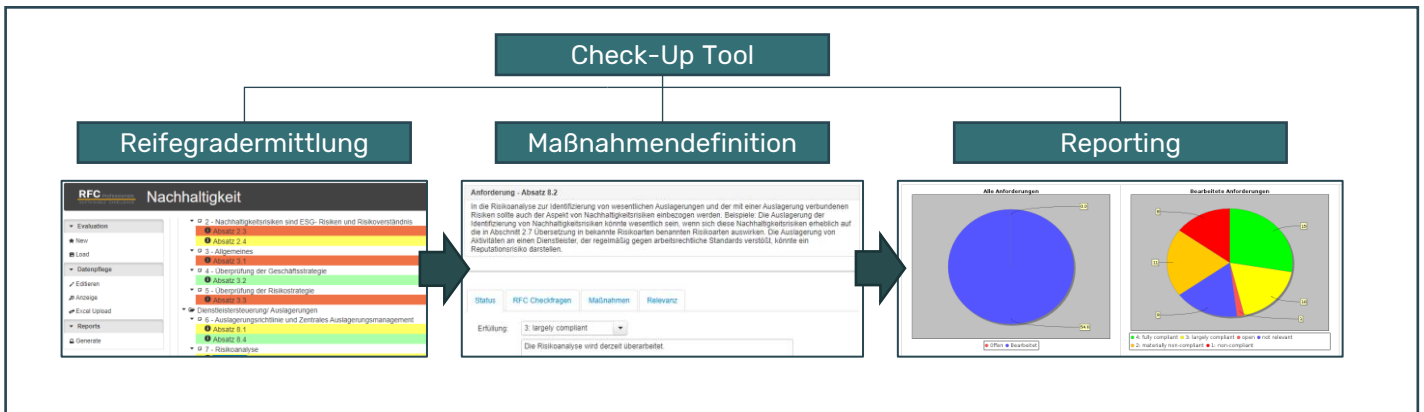 Check-Up Tool
Reifegradermittlung
Maßnahmendefinition
Reporting
RFC
Nachhaltigkeit
Evaluation
New
Load
Datenpflege
Editieren
Anzeige
Excel Upload
Reports
Generate
2 - Nachhaltigkeitsrisiken sind ESG- Risiken und Risikoverständnis
Absatz 2.3
Absatz 2.4
3 - Allgemeines
Absatz 3.1
4 - Überprüfung der Geschäftsstrategie
Absatz 3.2
5 - Überprüfung der Risikostrategie
Absatz 3.3
Dienstleistersteuerung/ Auslagerungen
6 - Auslagerungsrichtlinie und Zentrales Auslagerungsmanagement
Absatz 8.1
Absatz 8.4
7 - Risikoanalyse
Anforderung - Absatz 8.2
In die Risikoanalyse zur Identifizierung von wesentlichen Auslagerungen und der mit einer Auslagerung verbundenen
Risiken sollte auch der Aspekt von Nachhaltigkeitsrisiken einbezogen werden. Beispiele: Die Auslagerung der
Identifizierung von Nachhaltigkeitsrisiken könnte wesentlich sein, wenn sich diese Nachhaltigkeitsrisiken erheblich auf
die in Abschnitt 2.7 Übersetzung in bekannte Risikoarten benannten Risikoarten auswirken. Die Auslagerung von
Aktivitäten an einen Dienstleister, der regelmäßig gegen arbeitsrechtliche Standards verstößt, könnte ein
Reputationsrisiko darstellen.
Status RFC Checkfragen Maßnahmen Relevanz
Erfüllung: 3: largely compliant
Die Risikoanalyse wird derzeit überarbeitet.
Alle Anforderungen
Offen Bearbeitet
Bearbeitete Anforderungen
4: fully compliant 3: largely compliant open not relevant
2: materially non-compliant 1: non-compliant